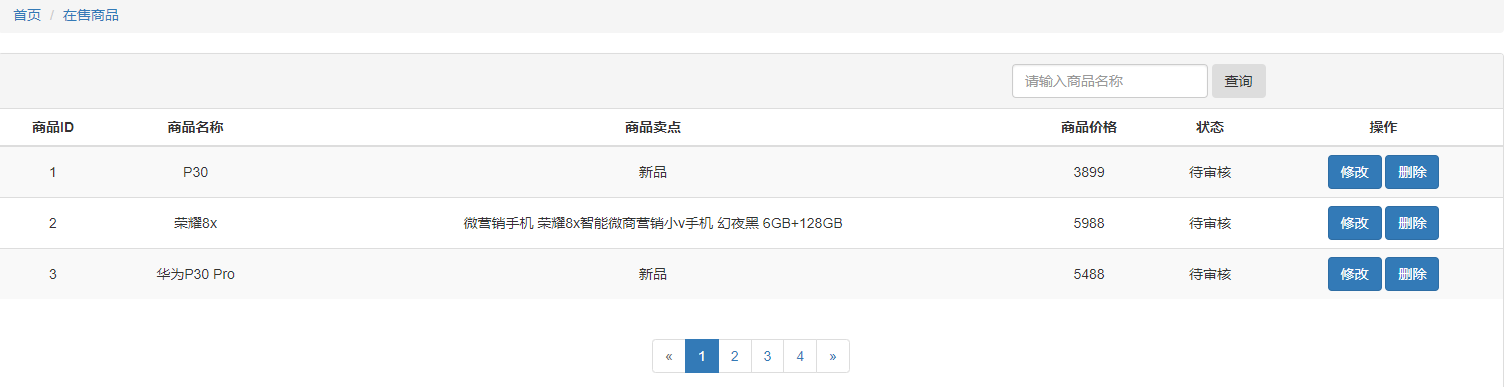 首页 / 在售商品
请输入商品名称 查询
商品ID 商品名称 商品卖点 商品价格 状态 操作
1 P30 新品 3899 待审核 修改 删除
2 荣耀8x 微营销手机 荣耀8x智能微商营销小v手机 幻夜黑 6GB+128GB 5988 待审核 修改 删除
3 华为P30 Pro 新品 5488 待审核 修改 删除
« 1 2 3 4 »